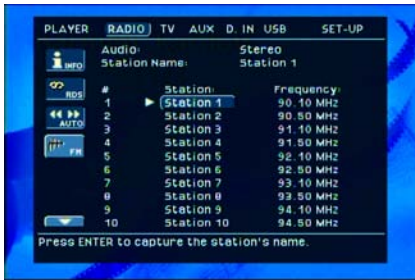 PLAYER RADIO TV AUX D. IN USB SET-UP
Audio: Stereo
Station Name: Station 1
INFO
RDS
AUTO
FM
# Station: Frequency:
1 Station 1 90.10 MHz
2 Station 2 90.50 MHz
3 Station 3 91.10 MHz
4 Station 4 91.50 MHz
5 Station 5 92.10 MHz
6 Station 6 92.50 MHz
7 Station 7 93.10 MHz
8 Station 8 93.50 MHz
9 Station 9 94.10 MHz
10 Station 10 94.50 MHz
Press ENTER to capture the station's name.